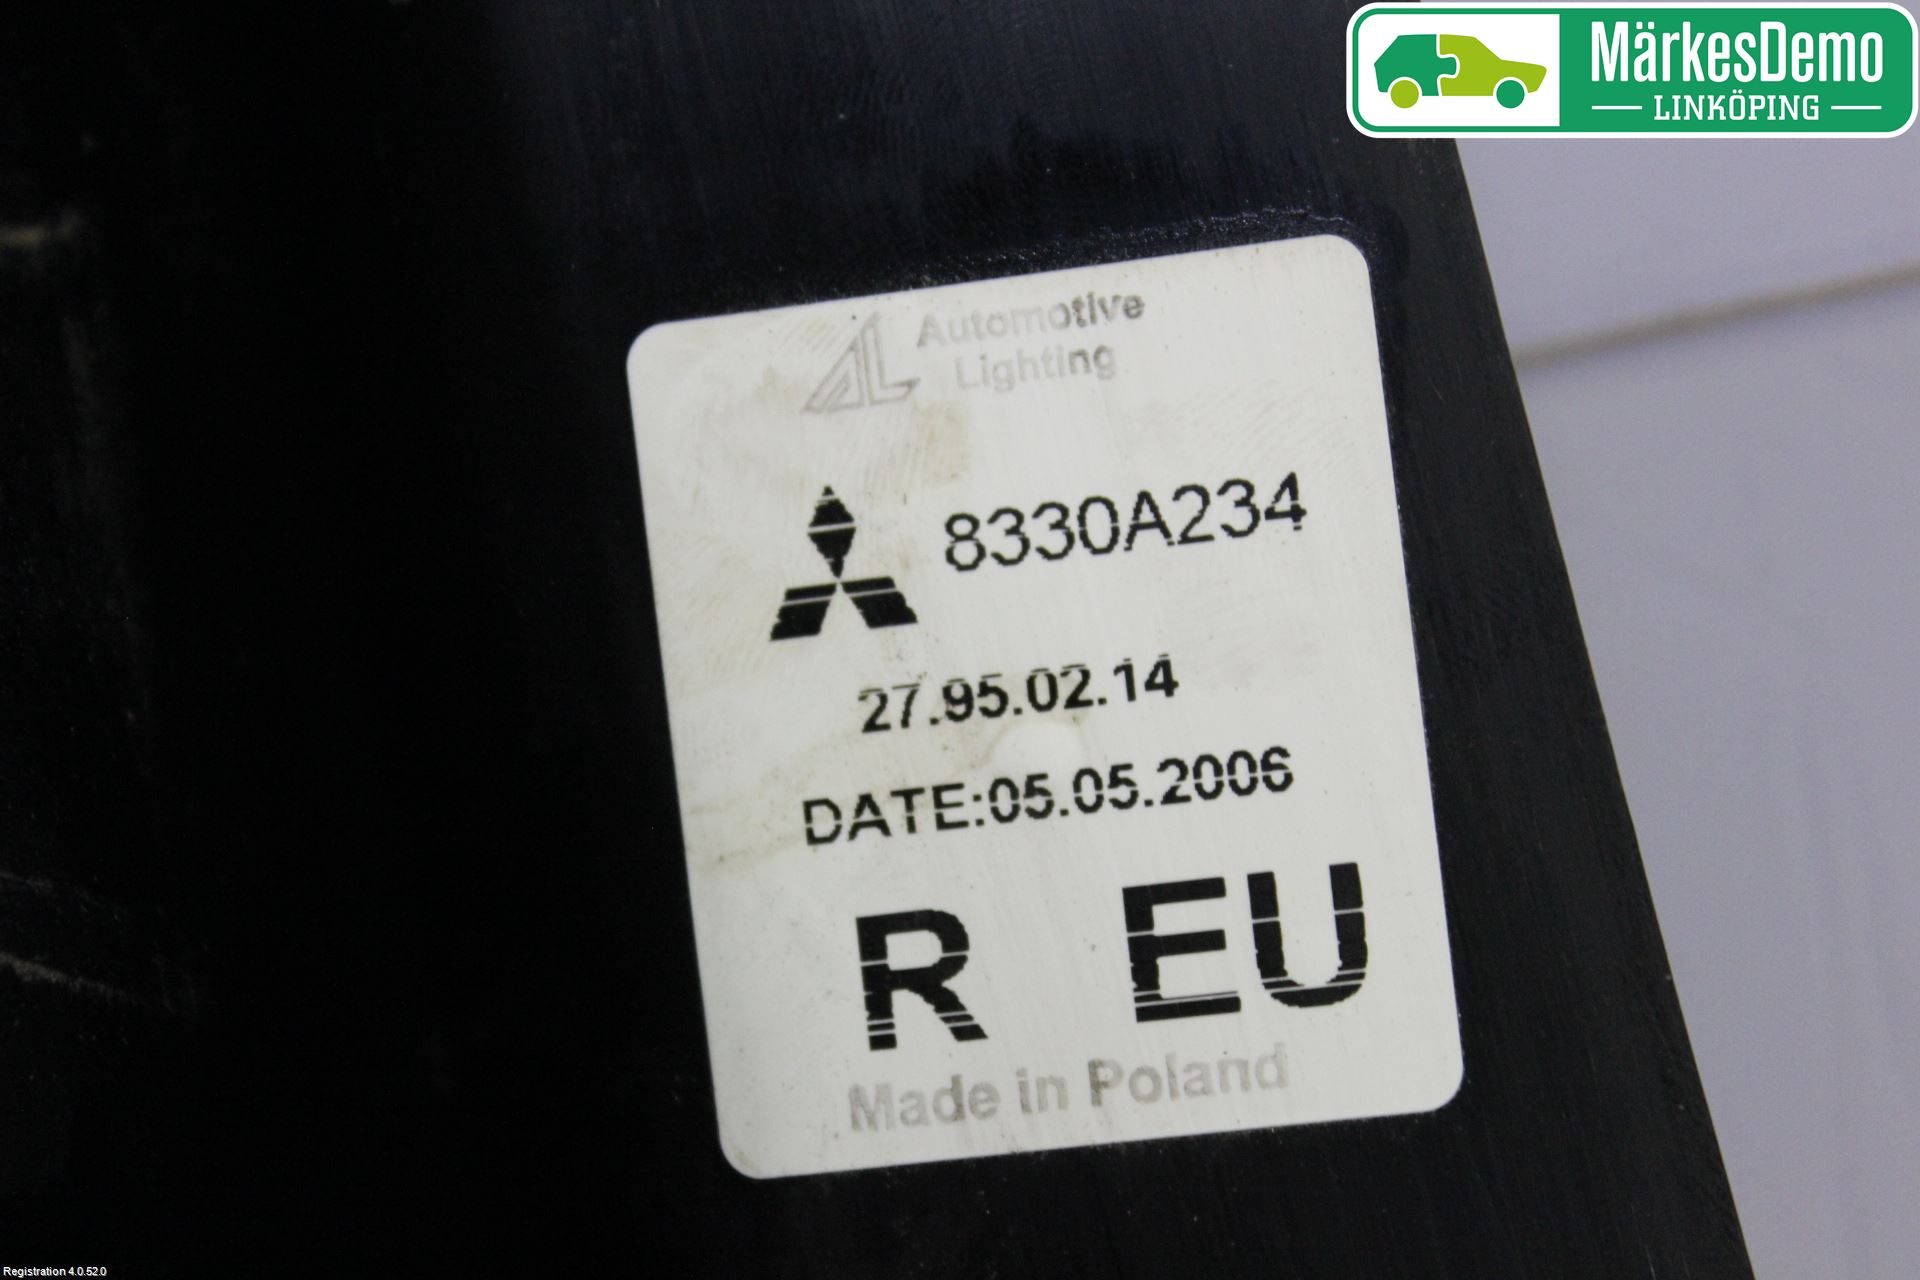 MärkesDemo
LINKÖPING
AL Automotive
Lighting
8330A234
27.95.02.14
DATE:05.05.2006
R EU
Made in Poland
Registration 4.0.52.0